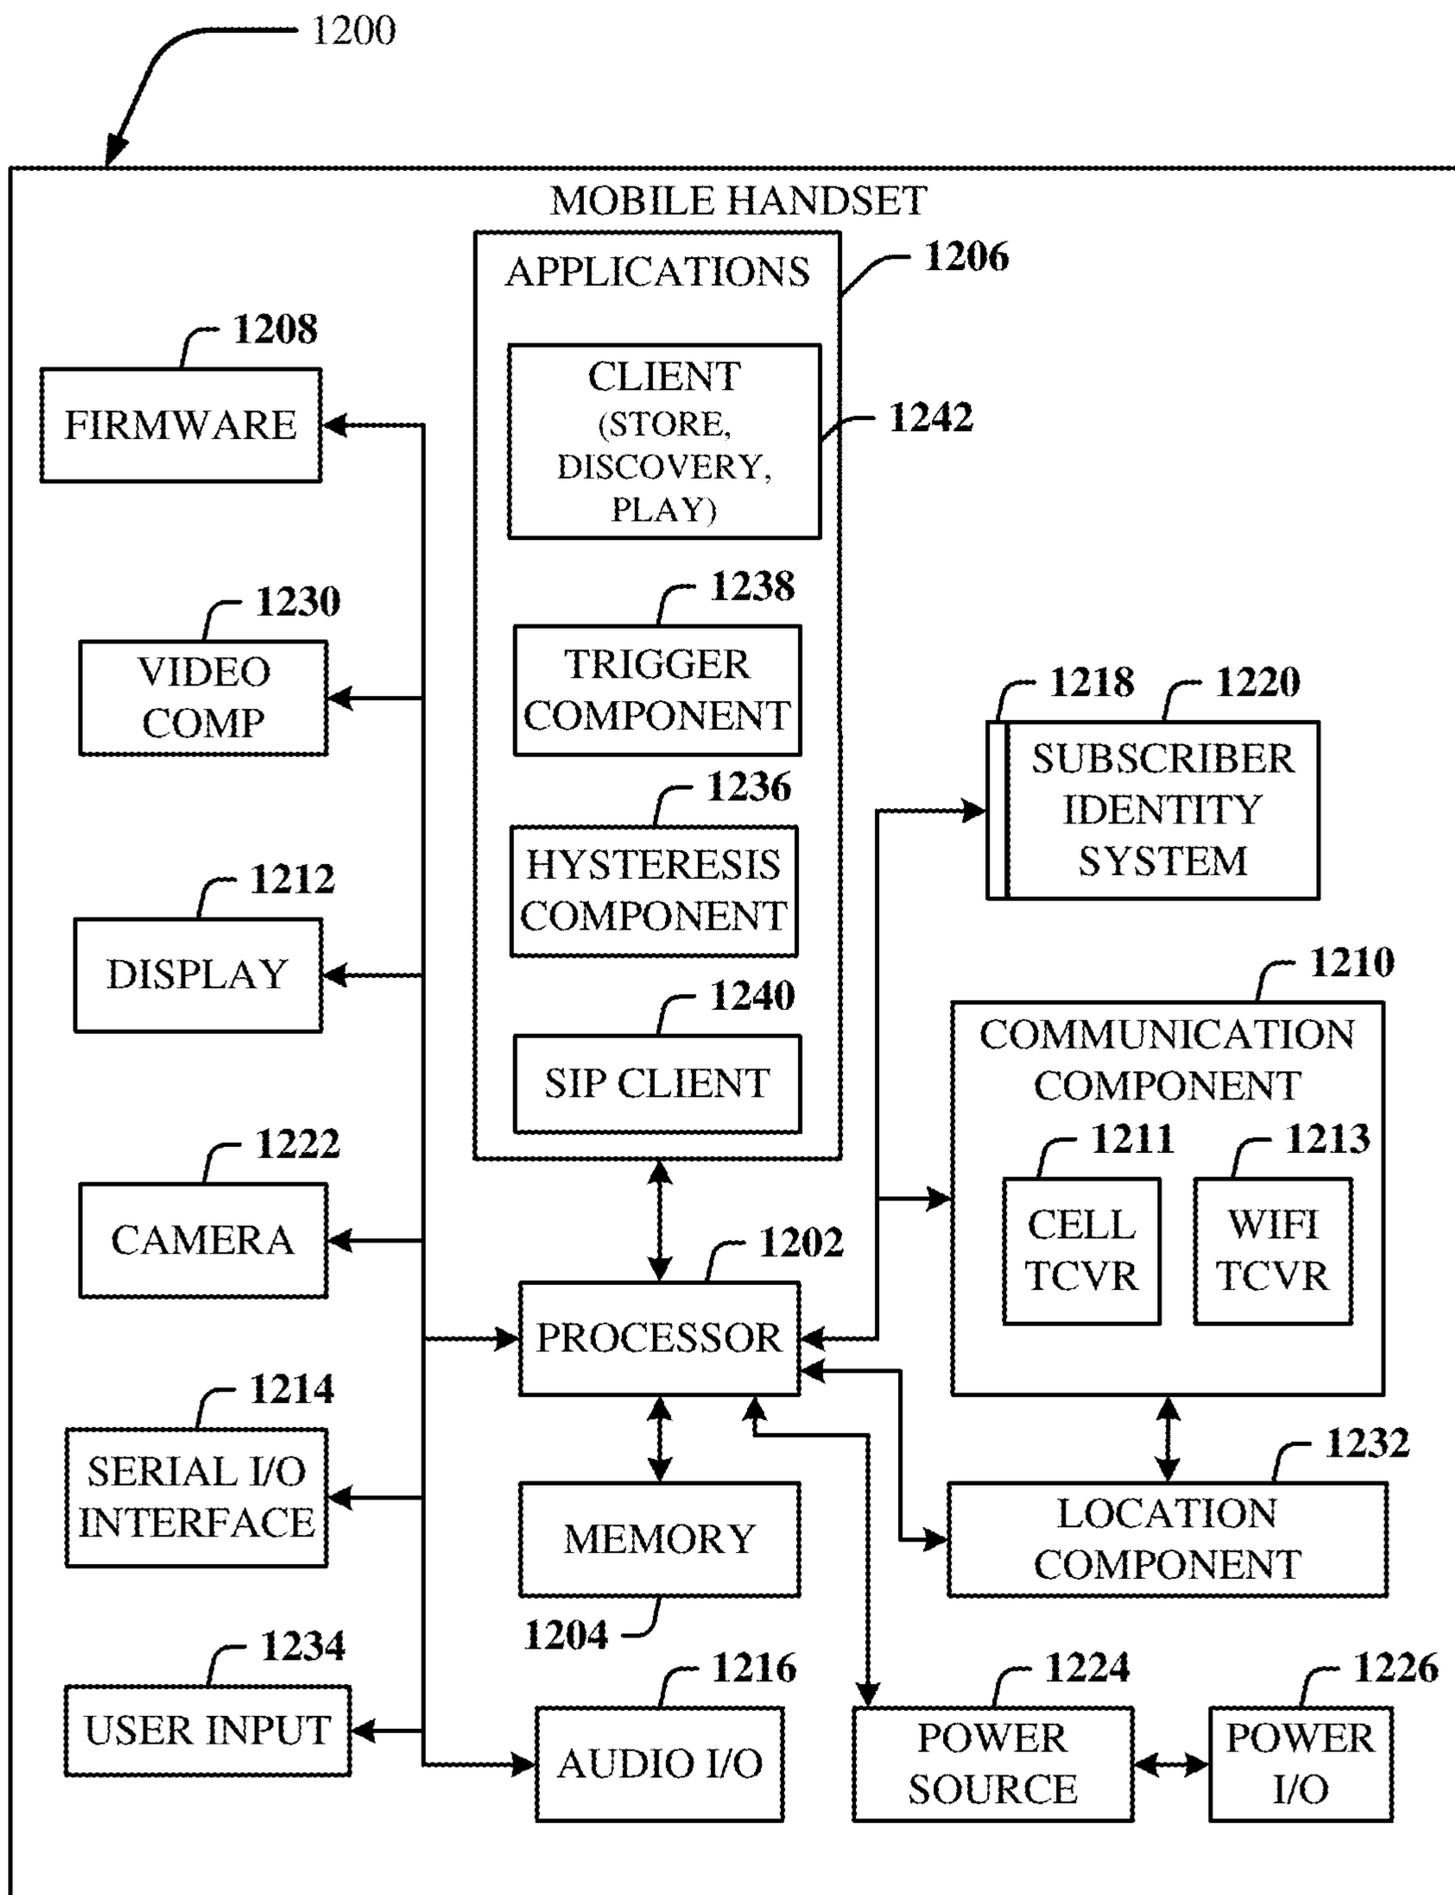 1200
MOBILE HANDSET
APPLICATIONS
1206
1208
FIRMWARE
CLIENT
(STORE,
DISCOVERY,
PLAY)
1242
1230
VIDEO
COMP
1238
TRIGGER
COMPONENT
1218
1220
SUBSCRIBER
IDENTITY
SYSTEM
1236
HYSTERESIS
COMPONENT
1212
DISPLAY
1240
SIP CLIENT
1210
COMMUNICATION
COMPONENT
1211
CELL
TCVR
1213
WIFI
TCVR
1222
CAMERA
1202
PROCESSOR
1214
SERIAL I/O
INTERFACE
MEMORY
1204
1232
LOCATION
COMPONENT
1234
USER INPUT
1216
AUDIO I/O
1224
POWER
SOURCE
1226
POWER
I/O